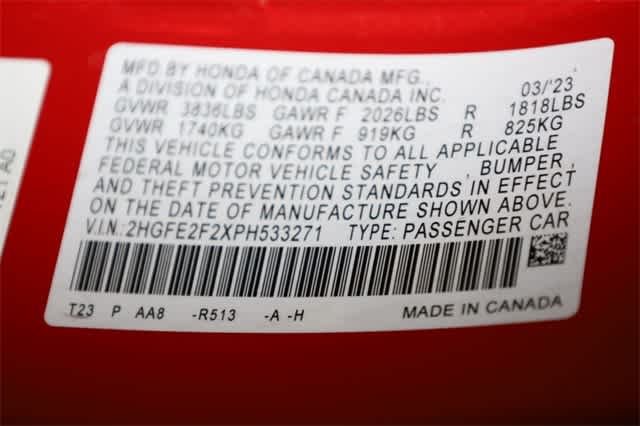 MFD BY HONDA OF CANADA MFG.,
A DIVISION OF HONDA CANADA INC. 03/'23
GVWR 3836LBS GAWR F 2026LBS R 1818LBS
GVWR 1740KG GAWR F 919KG R 825KG
THIS VEHICLE CONFORMS TO ALL APPLICABLE
FEDERAL MOTOR VEHICLE SAFETY , BUMPER ,
AND THEFT PREVENTION STANDARDS IN EFFECT
ON THE DATE OF MANUFACTURE SHOWN ABOVE.
V.I.N: 2HGFE2F2XPH533271 TYPE: PASSENGER CAR
T23 P AA8 -R513 -A -H MADE IN CANADA